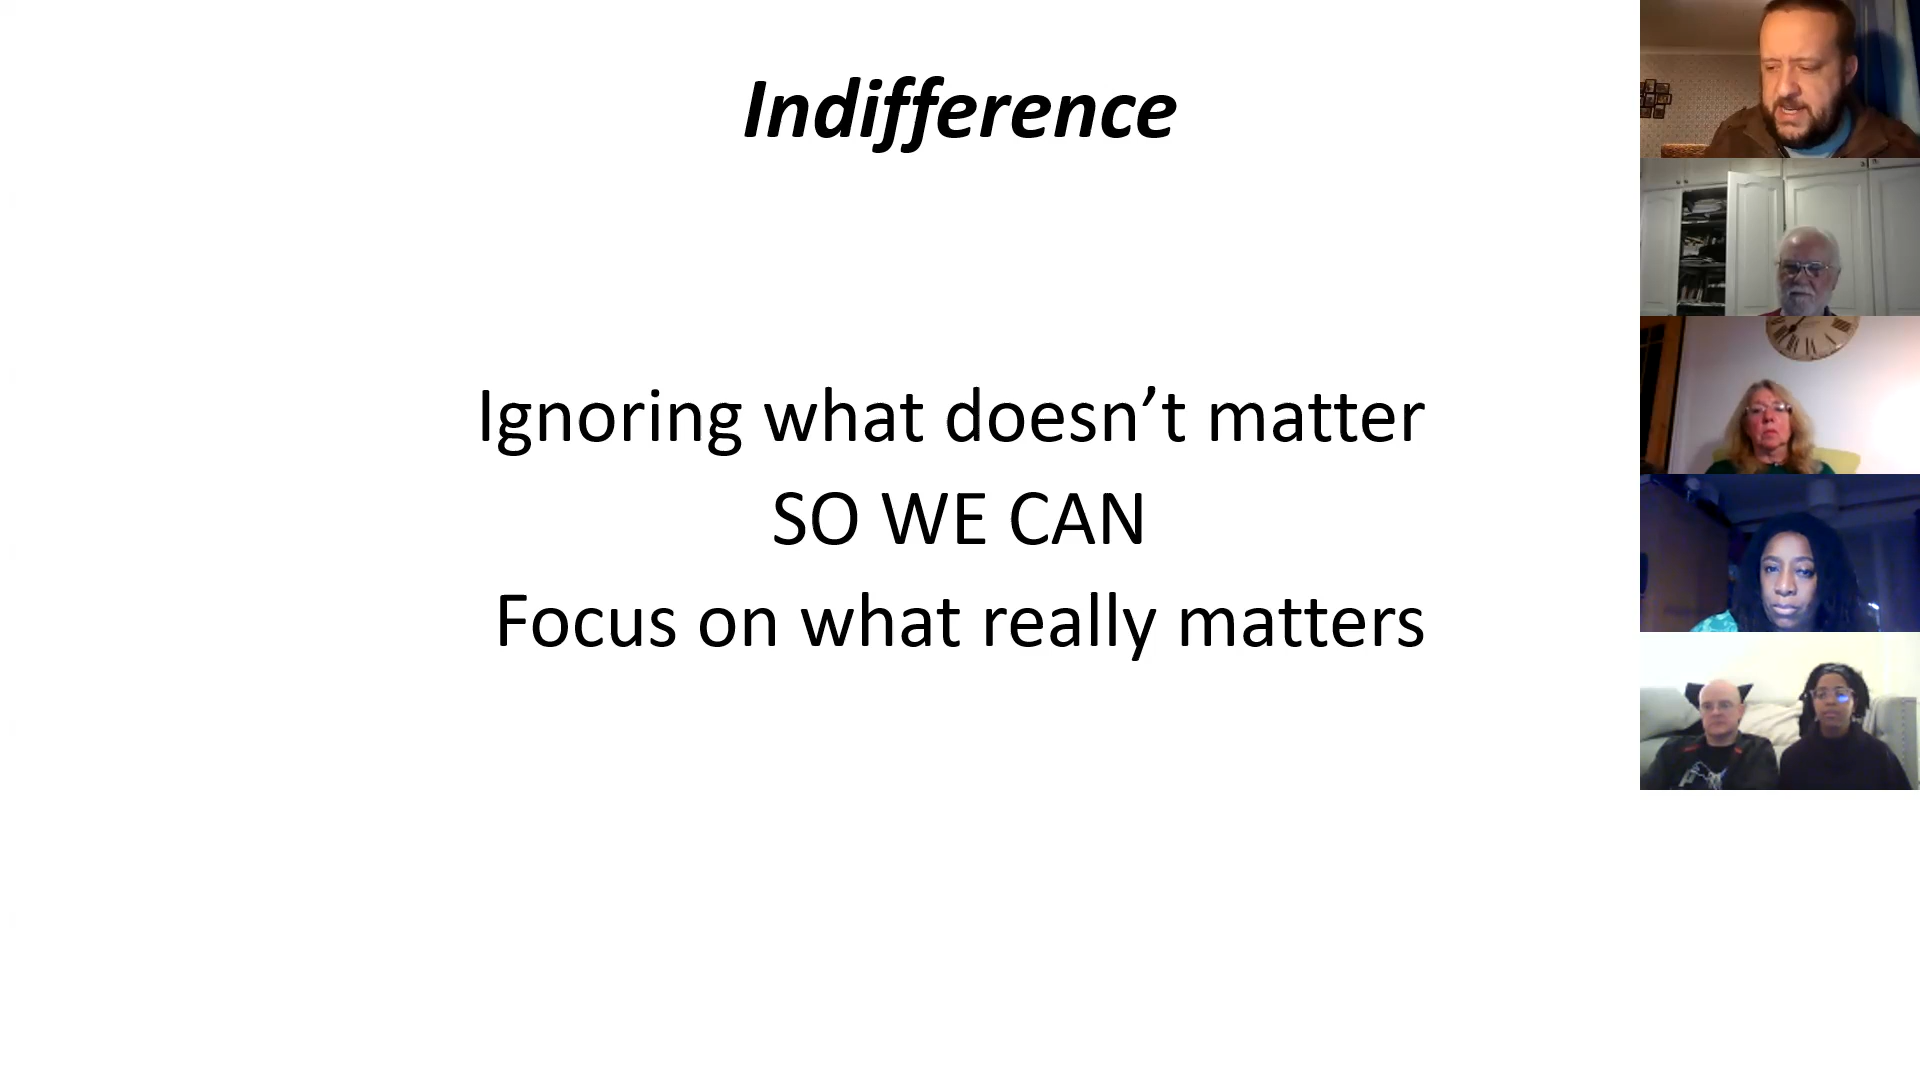 Indifference
Ignoring what doesn’t matter
SO WE CAN
Focus on what really matters